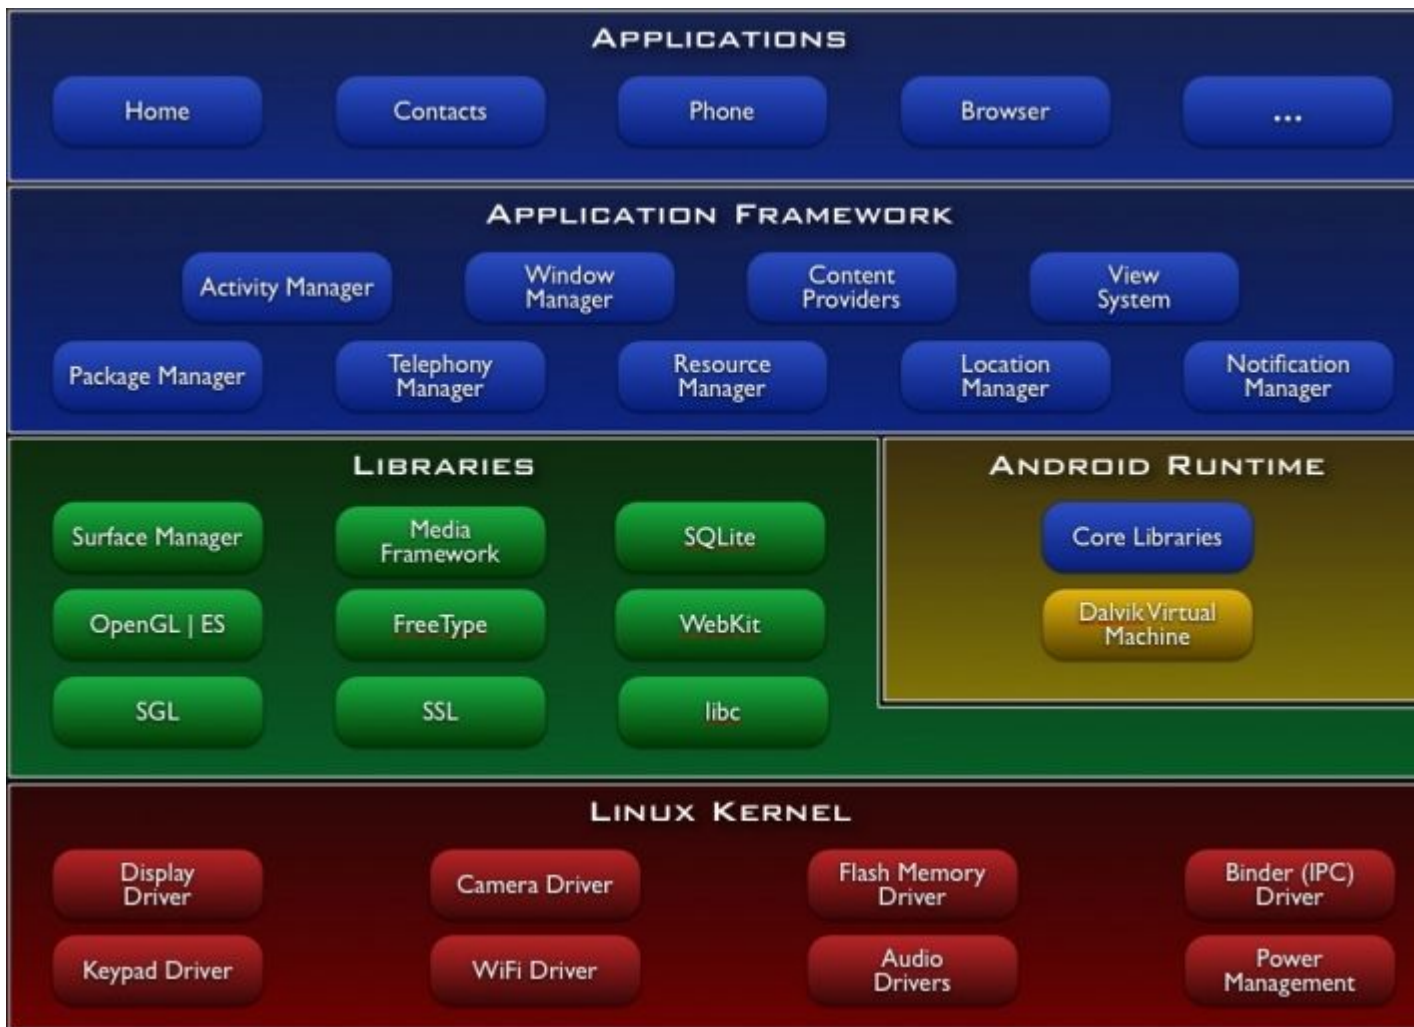 APPLICATIONS
Home
Contacts
Phone
Browser
...
APPLICATION FRAMEWORK
Activity Manager
Window
Manager
Content
Providers
View
System
Package Manager
Telephony
Manager
Resource
Manager
Location
Manager
Notification
Manager
LIBRARIES
Surface Manager
Media
Framework
SQLite
OpenGL | ES
FreeType
WebKit
SGL
SSL
libc
ANDROID RUNTIME
Core Libraries
Dalvik Virtual
Machine
LINUX KERNEL
Display
Driver
Camera Driver
Flash Memory
Driver
Binder (IPC)
Driver
Keypad Driver
WiFi Driver
Audio
Drivers
Power
Management